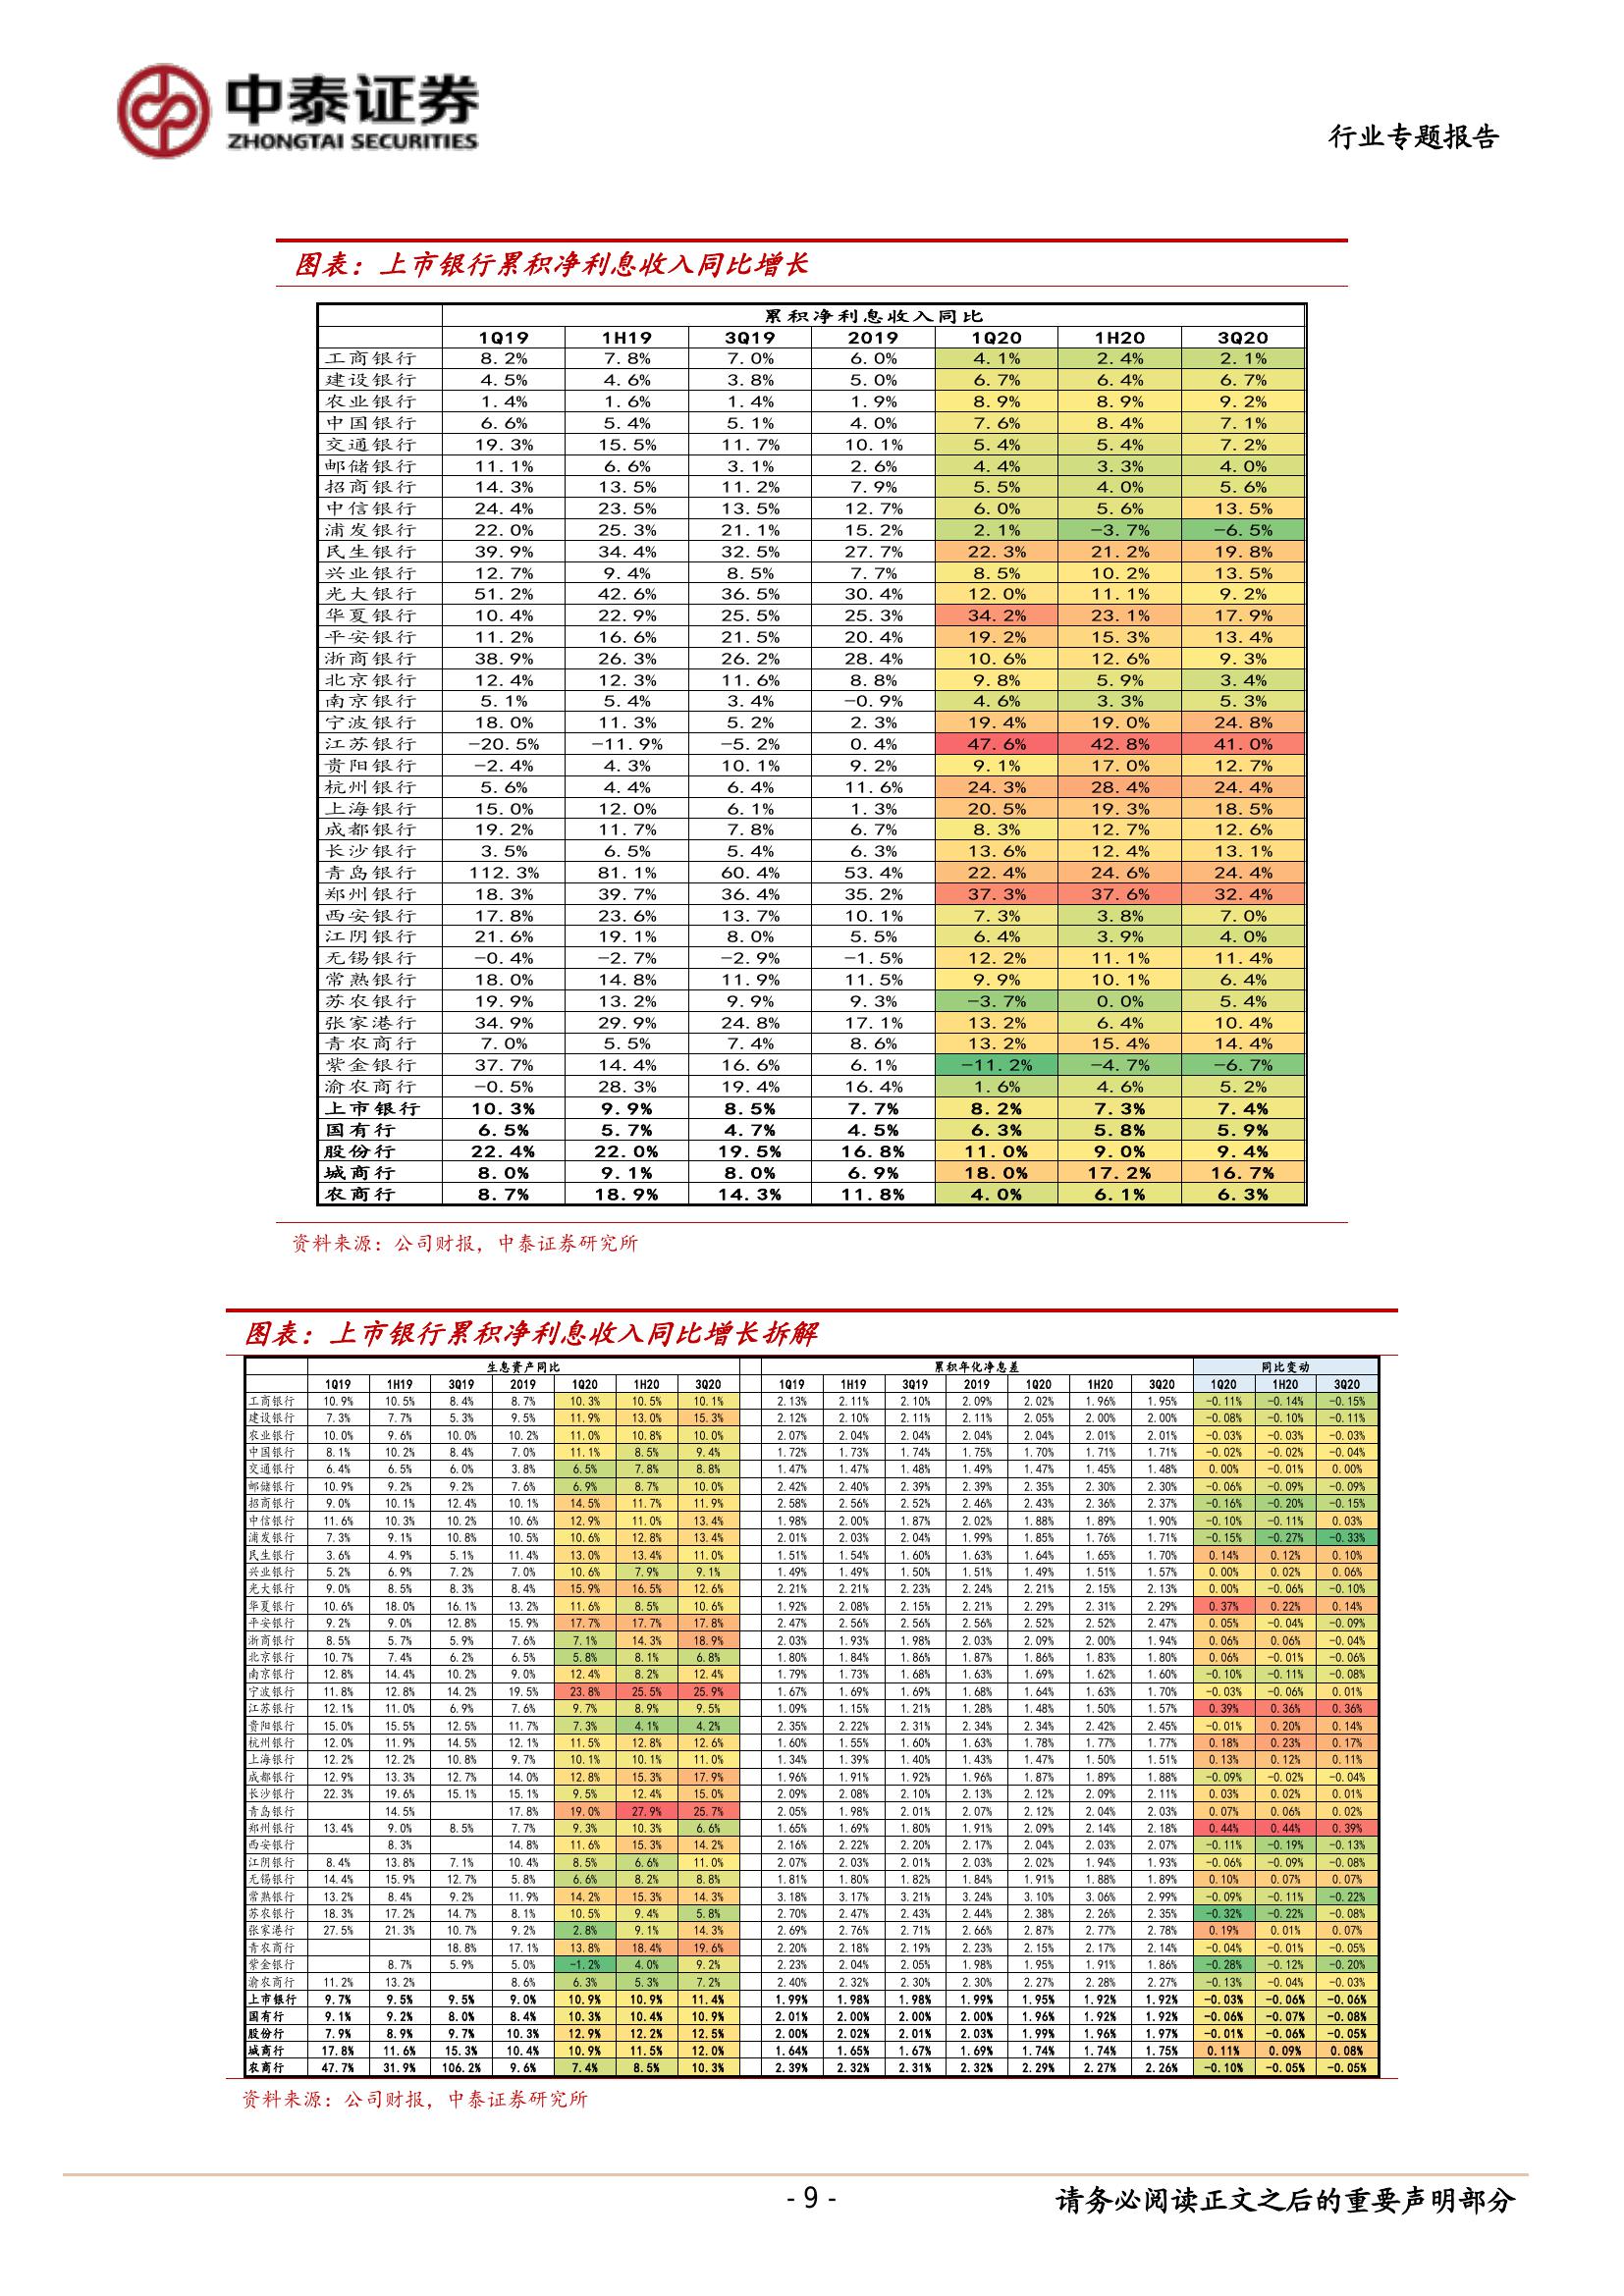 中泰证券
ZHONGTAI SECURITIES
行业专题报告
图表：上市银行累积净利息收入同比增长
累积净利息收入同比
1Q19 1H19 3Q19 2019 1Q20 1H20 3Q20
工商银行 8.2% 7.8% 7.0% 6.0% 4.1% 2.4% 2.1%
建设银行 4.5% 4.6% 3.8% 5.0% 6.7% 6.4% 6.7%
农业银行 1.4% 1.6% 1.4% 1.9% 8.9% 8.9% 9.2%
中国银行 6.6% 5.4% 5.1% 4.0% 7.6% 8.4% 7.1%
交通银行 19.3% 15.5% 11.7% 10.1% 5.4% 5.4% 7.2%
邮储银行 11.1% 6.6% 3.1% 2.6% 4.4% 3.3% 4.0%
招商银行 14.3% 13.5% 11.2% 7.9% 5.5% 4.0% 5.6%
中信银行 24.4% 23.5% 13.5% 12.7% 6.0% 5.6% 13.5%
浦发银行 22.0% 25.3% 21.1% 15.2% 2.1% -3.7% -6.5%
民生银行 39.9% 34.4% 32.5% 27.7% 22.3% 21.2% 19.8%
兴业银行 12.7% 9.4% 8.5% 7.7% 8.5% 10.2% 13.5%
光大银行 51.2% 42.6% 36.5% 30.4% 12.0% 11.1% 9.2%
华夏银行 10.4% 22.9% 25.5% 25.3% 34.2% 23.1% 17.9%
平安银行 11.2% 16.6% 21.5% 20.4% 19.2% 15.3% 13.4%
浙商银行 38.9% 26.3% 26.2% 28.4% 10.6% 12.6% 9.3%
北京银行 12.4% 12.3% 11.6% 8.8% 9.8% 5.9% 3.4%
南京银行 5.1% 5.4% 3.4% -0.9% 4.6% 3.3% 5.3%
宁波银行 18.0% 11.3% 5.2% 2.3% 19.4% 19.0% 24.8%
江苏银行 -20.5% -11.9% -5.2% 0.4% 47.6% 42.8% 41.0%
贵阳银行 -2.4% 4.3% 10.1% 9.2% 9.1% 17.0% 12.7%
杭州银行 5.6% 4.4% 6.4% 11.6% 24.3% 28.4% 24.4%
上海银行 15.0% 12.0% 6.1% 1.3% 20.5% 19.3% 18.5%
成都银行 19.2% 11.7% 7.8% 6.7% 8.3% 12.7% 12.6%
长沙银行 3.5% 6.5% 5.4% 6.3% 13.6% 12.4% 13.1%
青岛银行 112.3% 81.1% 60.4% 53.4% 22.4% 24.6% 24.4%
郑州银行 18.3% 39.7% 36.4% 35.2% 37.3% 37.6% 32.4%
西安银行 17.8% 23.6% 13.7% 10.1% 7.3% 3.8% 7.0%
江阴银行 21.6% 19.1% 8.0% 5.5% 6.4% 3.9% 4.0%
无锡银行 -0.4% -2.7% -2.9% -1.5% 12.2% 11.1% 11.4%
常熟银行 18.0% 14.8% 11.9% 11.5% 9.9% 10.1% 6.4%
苏农银行 19.9% 13.2% 9.9% 9.3% -3.7% 0.0% 5.4%
张家港行 34.9% 29.9% 24.8% 17.1% 13.2% 6.4% 10.4%
青农商行 7.0% 5.5% 7.4% 8.6% 13.2% 15.4% 14.4%
紫金银行 37.7% 14.4% 16.6% 6.1% -11.2% -4.7% -6.7%
渝农商行 -0.5% 28.3% 19.4% 16.4% 1.6% 4.6% 5.2%
上市银行 10.3% 9.9% 8.5% 7.7% 8.2% 7.3% 7.4%
国有行 6.5% 5.7% 4.7% 4.5% 6.3% 5.8% 5.9%
股份行 22.4% 22.0% 19.5% 16.8% 11.0% 9.0% 9.4%
城商行 8.0% 9.1% 8.0% 6.9% 18.0% 17.2% 16.7%
农商行 8.7% 18.9% 14.3% 11.8% 4.0% 6.1% 6.3%
资料来源：公司财报，中泰证券研究所
图表：上市银行累积净利息收入同比增长拆解
生息资产同比 累积年化净息差 同比变动
1Q19 1H19 3Q19 2019 1Q20 1H20 3Q20 1Q19 1H19 3Q19 2019 1Q20 1H20 3Q20 1Q20 1H20 3Q20
工商银行 10.9% 10.5% 8.4% 8.7% 10.3% 10.5% 10.1% 2.13% 2.11% 2.10% 2.09% 2.02% 1.96% 1.95% -0.11% -0.14% -0.15%
建设银行 7.3% 7.7% 5.3% 9.5% 11.9% 13.0% 15.3% 2.12% 2.10% 2.11% 2.11% 2.05% 2.00% 2.00% -0.08% -0.10% -0.11%
农业银行 10.0% 9.6% 10.0% 10.2% 11.0% 10.8% 10.0% 2.07% 2.04% 2.04% 2.04% 2.04% 2.01% 2.01% -0.03% -0.03% -0.03%
中国银行 8.1% 10.2% 8.4% 7.0% 11.1% 8.5% 9.4% 1.72% 1.73% 1.74% 1.75% 1.70% 1.71% 1.71% -0.02% -0.02% -0.04%
交通银行 6.4% 6.5% 6.0% 3.8% 6.5% 7.8% 8.8% 1.47% 1.47% 1.48% 1.49% 1.47% 1.45% 1.48% 0.00% -0.01% 0.00%
邮储银行 10.9% 9.2% 9.2% 7.6% 6.9% 8.7% 10.0% 2.42% 2.40% 2.39% 2.39% 2.35% 2.30% 2.30% -0.06% -0.09% -0.09%
招商银行 9.0% 10.1% 12.4% 10.1% 14.5% 11.7% 11.9% 2.58% 2.56% 2.52% 2.46% 2.43% 2.36% 2.37% -0.16% -0.20% -0.15%
中信银行 11.6% 10.3% 10.2% 10.6% 12.9% 11.0% 13.4% 1.98% 2.00% 1.87% 2.02% 1.88% 1.89% 1.90% -0.10% -0.11% 0.03%
浦发银行 7.3% 9.1% 10.8% 10.5% 10.6% 12.8% 13.4% 2.01% 2.03% 2.04% 1.99% 1.85% 1.76% 1.71% -0.15% -0.27% -0.33%
民生银行 3.6% 4.9% 5.1% 11.4% 13.0% 13.4% 11.0% 1.51% 1.54% 1.60% 1.63% 1.64% 1.65% 1.70% 0.14% 0.12% 0.10%
兴业银行 5.2% 6.9% 7.2% 7.0% 10.6% 7.9% 9.1% 1.49% 1.49% 1.50% 1.51% 1.49% 1.51% 1.57% 0.00% 0.02% 0.06%
光大银行 9.0% 8.5% 8.3% 8.4% 15.9% 16.5% 12.6% 2.21% 2.21% 2.23% 2.24% 2.21% 2.15% 2.13% 0.00% -0.06% -0.10%
华夏银行 10.6% 18.0% 16.1% 13.2% 11.6% 8.5% 10.6% 1.92% 2.08% 2.15% 2.21% 2.29% 2.31% 2.29% 0.37% 0.22% 0.14%
平安银行 9.2% 9.0% 12.8% 15.9% 17.7% 17.7% 17.8% 2.47% 2.56% 2.56% 2.56% 2.52% 2.52% 2.47% 0.05% -0.04% -0.09%
浙商银行 8.5% 5.7% 5.9% 7.6% 7.1% 14.3% 18.9% 2.03% 1.93% 1.98% 2.03% 2.09% 2.00% 1.94% 0.06% 0.06% -0.04%
北京银行 10.7% 7.4% 6.2% 6.5% 5.8% 8.1% 6.8% 1.80% 1.84% 1.86% 1.87% 1.86% 1.83% 1.80% 0.06% -0.01% -0.06%
南京银行 12.8% 14.4% 10.2% 9.0% 12.4% 8.2% 12.4% 1.79% 1.73% 1.68% 1.63% 1.69% 1.62% 1.60% -0.10% -0.11% -0.08%
宁波银行 11.8% 12.8% 14.2% 19.5% 23.8% 25.5% 25.9% 1.67% 1.69% 1.69% 1.68% 1.64% 1.63% 1.70% -0.03% -0.06% 0.01%
江苏银行 12.1% 11.0% 6.9% 7.6% 9.7% 8.9% 9.5% 1.09% 1.15% 1.21% 1.28% 1.48% 1.50% 1.57% 0.39% 0.36% 0.36%
贵阳银行 15.0% 15.5% 12.5% 11.7% 7.3% 4.1% 4.2% 2.35% 2.22% 2.31% 2.34% 2.34% 2.42% 2.45% -0.01% 0.20% 0.14%
杭州银行 12.0% 11.9% 14.5% 12.1% 11.5% 12.8% 12.6% 1.60% 1.55% 1.60% 1.63% 1.78% 1.77% 1.77% 0.18% 0.23% 0.17%
上海银行 12.2% 12.2% 10.8% 9.7% 10.1% 10.1% 11.0% 1.34% 1.39% 1.40% 1.43% 1.47% 1.50% 1.51% 0.13% 0.12% 0.11%
成都银行 12.9% 13.3% 12.7% 14.0% 12.8% 15.3% 17.9% 1.96% 1.91% 1.92% 1.96% 1.87% 1.89% 1.88% -0.09% -0.02% -0.04%
长沙银行 22.3% 19.6% 15.1% 15.1% 9.5% 12.4% 15.0% 2.09% 2.08% 2.10% 2.13% 2.12% 2.09% 2.11% 0.03% 0.02% 0.01%
青岛银行 14.5% 17.8% 19.0% 27.9% 25.7% 2.05% 1.98% 2.01% 2.07% 2.12% 2.04% 2.03% 0.07% 0.06% 0.02%
郑州银行 13.4% 9.0% 8.5% 7.7% 9.3% 10.3% 6.6% 1.65% 1.69% 1.80% 1.91% 2.09% 2.14% 2.18% 0.44% 0.44% 0.39%
西安银行 8.3% 14.8% 11.6% 15.3% 14.2% 2.16% 2.22% 2.20% 2.17% 2.04% 2.03% 2.07% -0.11% -0.19% -0.13%
江阴银行 8.4% 13.8% 7.1% 10.4% 8.5% 6.6% 11.0% 2.07% 2.03% 2.01% 2.03% 2.02% 1.94% 1.93% -0.06% -0.09% -0.08%
无锡银行 14.4% 15.9% 12.7% 5.8% 6.6% 8.2% 8.8% 1.81% 1.80% 1.82% 1.84% 1.91% 1.88% 1.89% 0.10% 0.07% 0.07%
常熟银行 13.2% 8.4% 9.2% 11.9% 14.2% 15.3% 14.3% 3.18% 3.17% 3.21% 3.24% 3.10% 3.06% 2.99% -0.09% -0.11% -0.22%
苏农银行 18.3% 17.2% 14.7% 8.1% 10.5% 9.4% 5.8% 2.70% 2.47% 2.43% 2.44% 2.38% 2.26% 2.35% -0.32% -0.22% -0.08%
张家港行 27.5% 21.3% 10.7% 9.2% 2.8% 9.1% 14.3% 2.69% 2.76% 2.71% 2.66% 2.87% 2.77% 2.78% 0.19% 0.01% 0.07%
青农商行 18.8% 17.1% 13.8% 18.4% 19.6% 2.20% 2.18% 2.19% 2.23% 2.15% 2.17% 2.14% -0.04% -0.01% -0.05%
紫金银行 8.7% 5.9% 5.0% -1.2% 4.0% 9.2% 2.23% 2.04% 2.05% 1.98% 1.95% 1.91% 1.86% -0.28% -0.12% -0.20%
渝农商行 11.2% 13.2% 8.6% 6.3% 5.3% 7.2% 2.40% 2.32% 2.30% 2.30% 2.27% 2.28% 2.27% -0.13% -0.04% -0.03%
上市银行 9.7% 9.5% 9.5% 9.0% 10.9% 10.9% 11.4% 1.99% 1.98% 1.98% 1.99% 1.95% 1.92% 1.92% -0.03% -0.06% -0.06%
国有行 9.1% 9.2% 8.0% 8.4% 10.3% 10.4% 10.9% 2.01% 2.00% 2.00% 2.00% 1.96% 1.92% 1.92% -0.06% -0.07% -0.08%
股份行 7.9% 8.9% 9.7% 10.3% 12.9% 12.2% 12.5% 2.00% 2.02% 2.01% 2.03% 1.99% 1.96% 1.97% -0.01% -0.06% -0.05%
城商行 17.8% 11.6% 15.3% 10.4% 10.9% 11.5% 12.0% 1.64% 1.65% 1.67% 1.69% 1.74% 1.74% 1.75% 0.11% 0.09% 0.08%
农商行 47.7% 31.9% 106.2% 9.6% 7.4% 8.5% 10.3% 2.39% 2.32% 2.31% 2.32% 2.29% 2.27% 2.26% -0.10% -0.05% -0.05%
资料来源：公司财报，中泰证券研究所
- 9 -
请务必阅读正文之后的重要声明部分